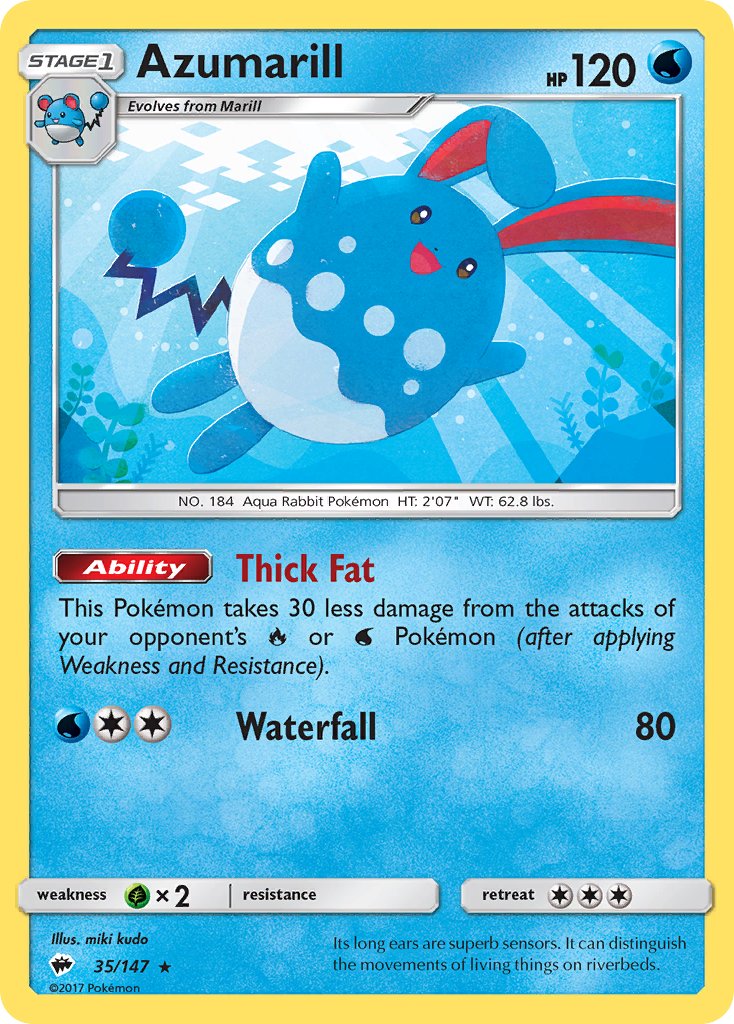 STAGE1
Azumarill
HP 120
Evolves from Marill
NO. 184 Aqua Rabbit Pokémon HT: 2'07" WT: 62.8 lbs.
Ability Thick Fat
This Pokémon takes 30 less damage from the attacks of
your opponent's or Pokémon (after applying
Weakness and Resistance).
Waterfall 80
weakness × 2 resistance retreat
Illus. miki kudo
35/147 ★
©2017 Pokémon
Its long ears are superb sensors. It can distinguish
the movements of living things on riverbeds.